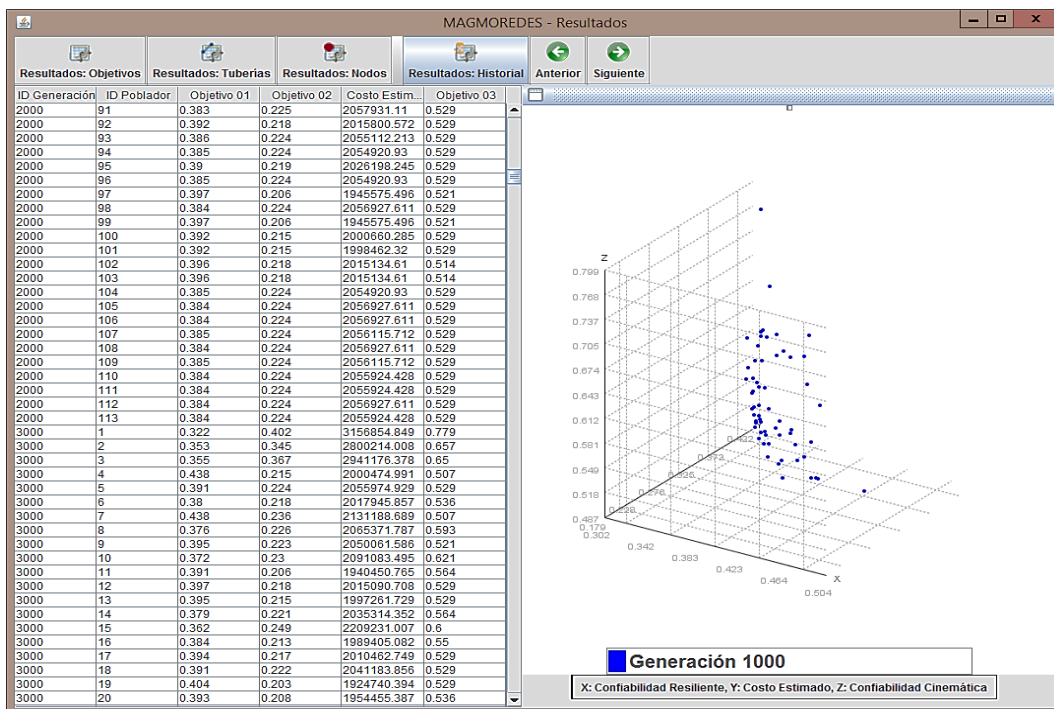 MAGMOREDES - Resultados
Resultados: Objetivos Resultados: Tuberías Resultados: Nodos Resultados: Historial Anterior Siguiente
ID Generación ID Poblador Objetivo 01 Objetivo 02 Costo Estim... Objetivo 03
2000 91 0.383 0.225 2057931.11 0.529
2000 92 0.392 0.218 2015800.572 0.529
2000 93 0.386 0.224 2055112.213 0.529
2000 94 0.385 0.224 2054920.93 0.529
2000 95 0.39 0.219 2026198.245 0.529
2000 96 0.385 0.224 2054920.93 0.529
2000 97 0.397 0.206 1945575.496 0.521
2000 98 0.384 0.224 2056927.611 0.529
2000 99 0.397 0.206 1945575.496 0.521
2000 100 0.392 0.215 2000660.285 0.529
2000 101 0.392 0.215 1998462.32 0.529
2000 102 0.396 0.218 2015134.61 0.514
2000 103 0.396 0.218 2015134.61 0.514
2000 104 0.385 0.224 2054920.93 0.529
2000 105 0.384 0.224 2056927.611 0.529
2000 106 0.384 0.224 2056927.611 0.529
2000 107 0.385 0.224 2056115.712 0.529
2000 108 0.384 0.224 2056927.611 0.529
2000 109 0.385 0.224 2056115.712 0.529
2000 110 0.384 0.224 2055924.428 0.529
2000 111 0.384 0.224 2055924.428 0.529
2000 112 0.384 0.224 2056927.611 0.529
2000 113 0.384 0.224 2055924.428 0.529
3000 1 0.322 0.402 3156854.849 0.779
3000 2 0.353 0.345 2800214.008 0.657
3000 3 0.355 0.367 2941176.378 0.65
3000 4 0.438 0.215 2000474.991 0.507
3000 5 0.391 0.224 2055974.929 0.529
3000 6 0.38 0.218 2017945.857 0.536
3000 7 0.438 0.236 2131188.689 0.507
3000 8 0.376 0.226 2065371.787 0.593
3000 9 0.395 0.223 2050061.586 0.521
3000 10 0.372 0.23 2091083.495 0.621
3000 11 0.391 0.206 1940450.765 0.564
3000 12 0.397 0.218 2015090.708 0.529
3000 13 0.395 0.215 1997261.729 0.529
3000 14 0.379 0.221 2035314.352 0.564
3000 15 0.362 0.249 2209231.007 0.6
3000 16 0.384 0.213 1989405.082 0.55
3000 17 0.394 0.217 2010462.749 0.529
3000 18 0.391 0.222 2041183.856 0.529
3000 19 0.404 0.203 1924740.394 0.529
3000 20 0.393 0.208 1954455.387 0.536
Z
0.799
0.768
0.737
0.705
0.674
0.643
0.612
0.581
0.549
0.518
0.487
0.179
0.302
0.342
0.383
0.423
0.464
0.504
X
Generación 1000
X: Confiabilidad Resiliente, Y: Costo Estimado, Z: Confiabilidad Cinemática